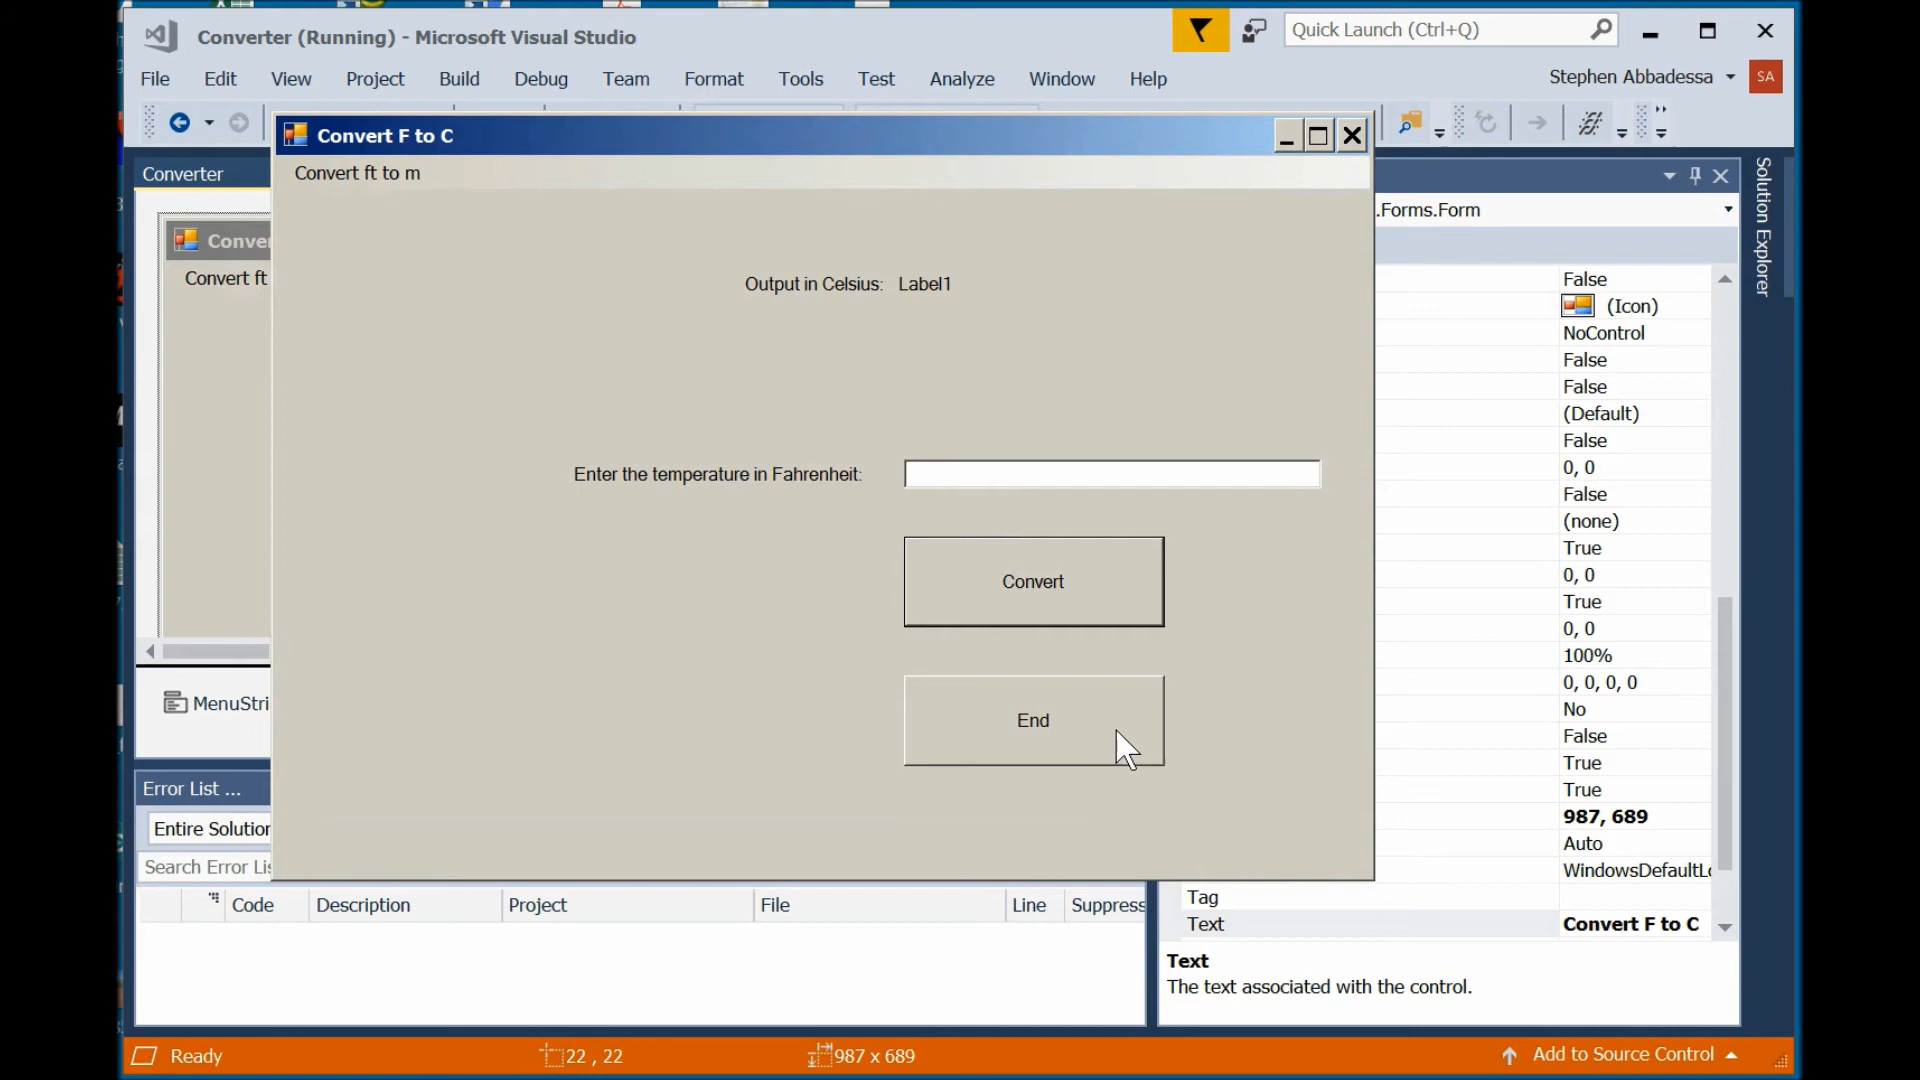 Converter (Running) - Microsoft Visual Studio
Quick Launch (Ctrl+Q)
File Edit View Project Build Debug Team Format Tools Test Analyze Window Help
Stephen Abbadessa SA
Convert F to C
Convert ft to m
Converter
Conve
Convert ft
Output in Celsius: Label1
Enter the temperature in Fahrenheit:
Convert
End
MenuStri
Error List ...
Entire Solution
Search Error Lis
Code Description Project File Line Suppress
Solution Explorer
.Forms.Form
False
(Icon)
NoControl
False
False
(Default)
False
0, 0
False
(none)
True
0, 0
True
0, 0
100%
0, 0, 0, 0
No
False
True
True
987, 689
Auto
WindowsDefaultLo
Tag
Text Convert F to C
Text
The text associated with the control.
Ready 22 , 22 987 x 689 Add to Source Control